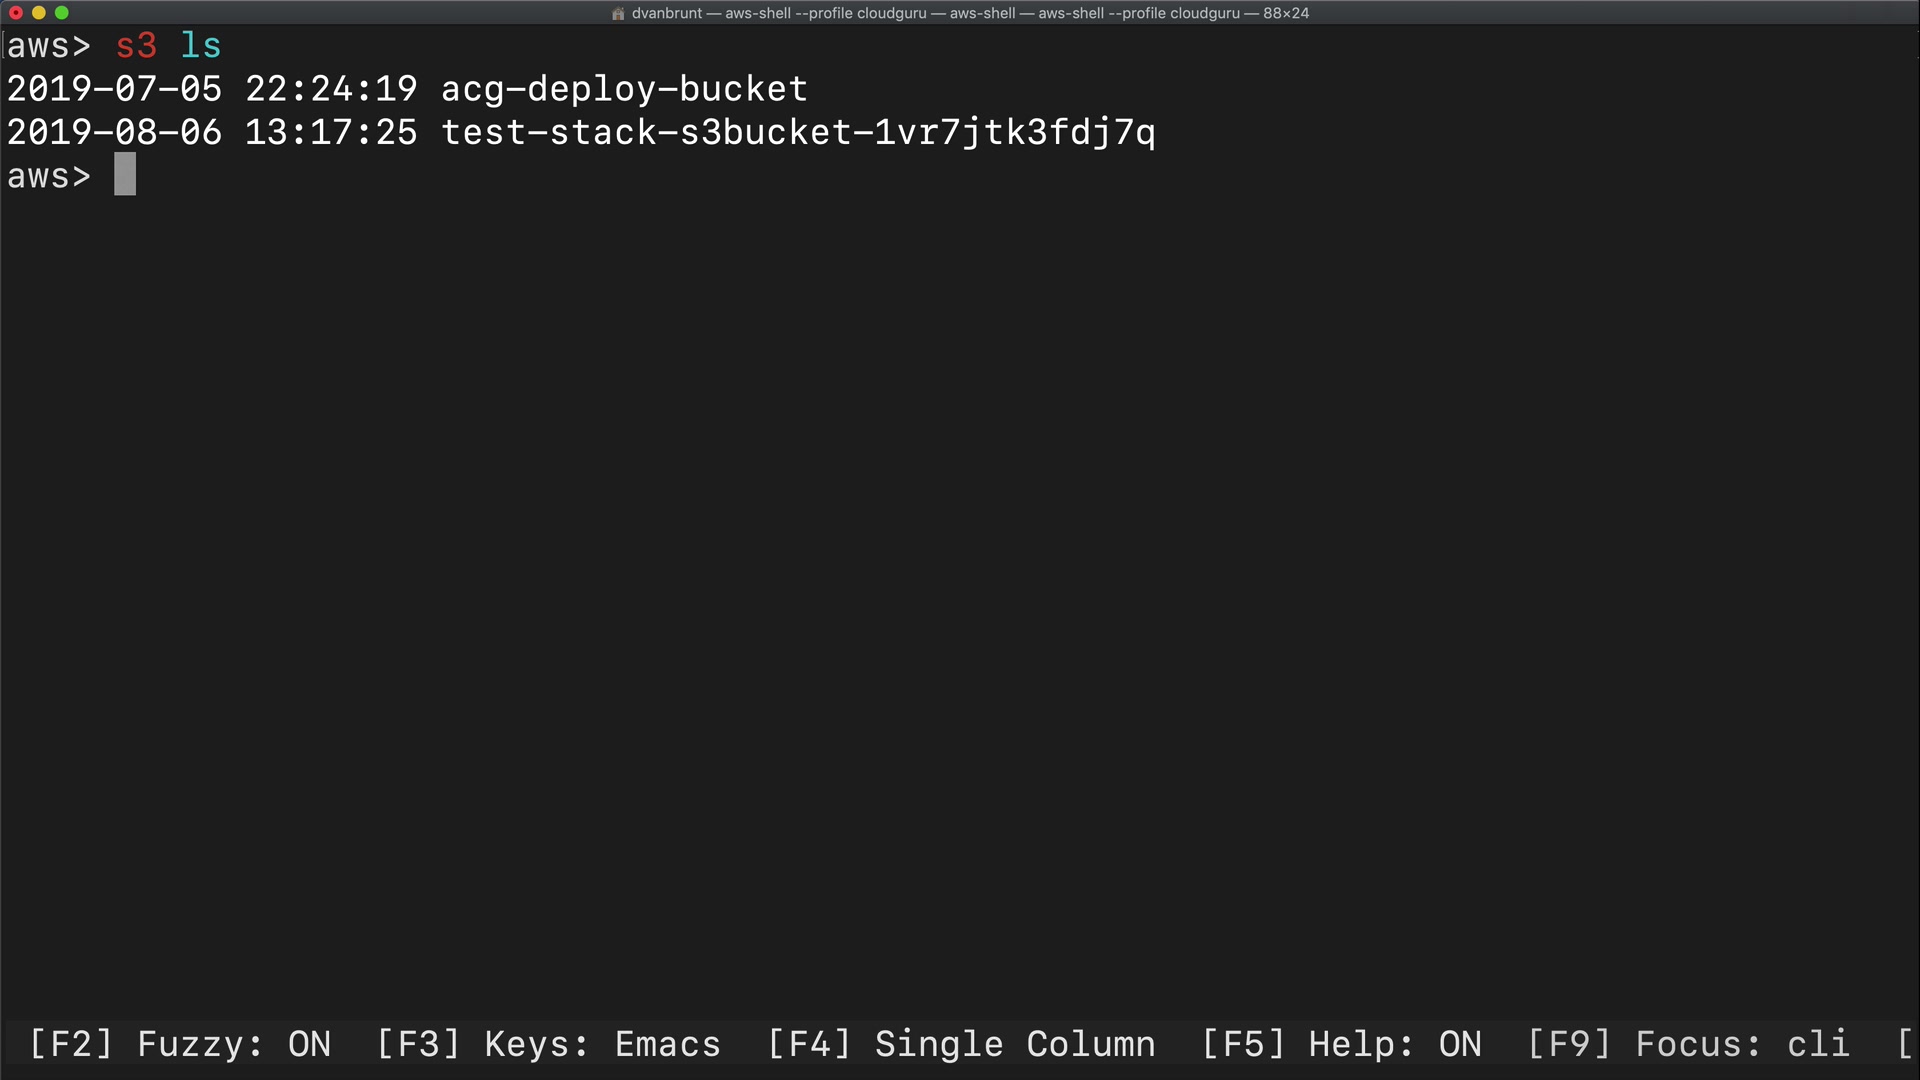 dvanbrunt — aws-shell --profile cloudguru — aws-shell — aws-shell --profile cloudguru — 88×24
aws> s3 ls
2019-07-05 22:24:19 acg-deploy-bucket
2019-08-06 13:17:25 test-stack-s3bucket-1vr7jtk3fdj7q
aws>
[F2] Fuzzy: ON [F3] Keys: Emacs [F4] Single Column [F5] Help: ON [F9] Focus: cli [